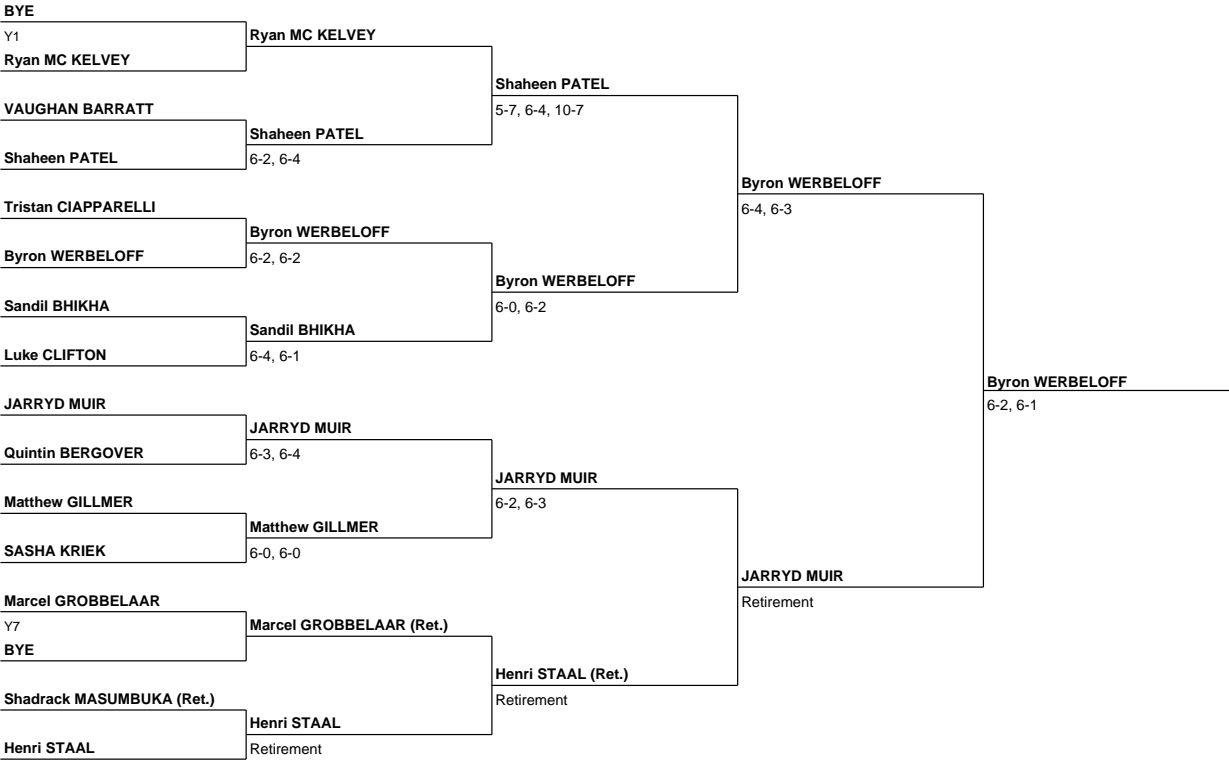 BYE
Y1
Ryan MC KELVEY
VAUGHAN BARRATT
Shaheen PATEL
Tristan CIAPPARELLI
Byron WERBELOFF
Sandil BHIKHA
Luke CLIFTON
JARRYD MUIR
Quintin BERGOVER
Matthew GILLMER
SASHA KRIEK
Marcel GROBBELAAR
Y7
BYE
Shadrack MASUMBUKA (Ret.)
Henri STAAL
Ryan MC KELVEY
Shaheen PATEL
6-2, 6-4
Byron WERBELOFF
6-2, 6-2
Sandil BHIKHA
6-4, 6-1
JARRYD MUIR
6-3, 6-4
Matthew GILLMER
6-0, 6-0
Marcel GROBBELAAR (Ret.)
Henri STAAL
Retirement
Shaheen PATEL
5-7, 6-4, 10-7
Byron WERBELOFF
6-0, 6-2
JARRYD MUIR
6-2, 6-3
Henri STAAL (Ret.)
Retirement
Byron WERBELOFF
6-4, 6-3
JARRYD MUIR
Retirement
Byron WERBELOFF
6-2, 6-1